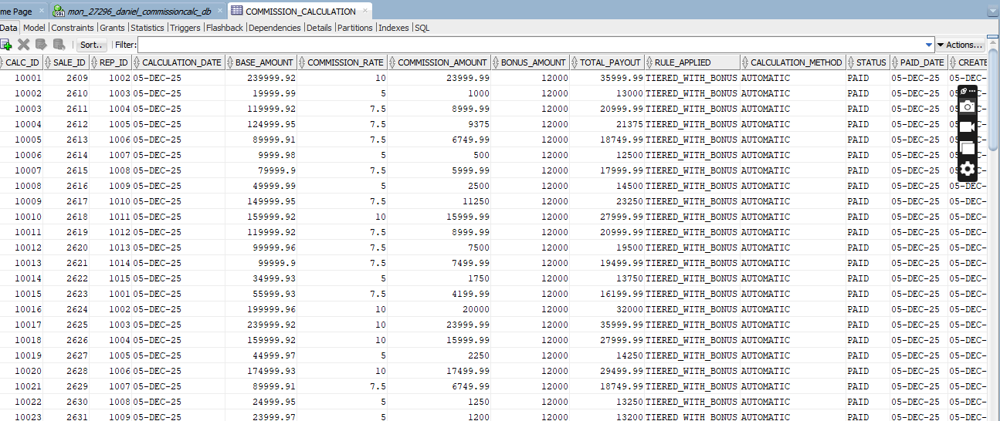 me Page mon_27296_daniel_commissioncalc_db COMMISSION_CALCULATION
Data Model Constraints Grants Statistics Triggers Flashback Dependencies Details Partitions Indexes SQL
Sort.. Filter: Actions...
CALC_ID SALE_ID REP_ID CALCULATION_DATE BASE_AMOUNT COMMISSION_RATE COMMISSION_AMOUNT BONUS_AMOUNT TOTAL_PAYOUT RULE_APPLIED CALCULATION_METHOD STATUS PAID_DATE CREATE
10001 2609 1002 05-DEC-25 239999.92 10 23999.99 12000 35999.99 TIERED_WITH_BONUS AUTOMATIC PAID 05-DEC-25 05-DEC-
10002 2610 1003 05-DEC-25 19999.99 5 1000 12000 13000 TIERED_WITH_BONUS AUTOMATIC PAID 05-DEC-25 05
10003 2611 1004 05-DEC-25 119999.92 7.5 8999.99 12000 20999.99 TIERED_WITH_BONUS AUTOMATIC PAID 05-DEC-25 05
10004 2612 1005 05-DEC-25 124999.95 7.5 9375 12000 21375 TIERED_WITH_BONUS AUTOMATIC PAID 05-DEC-25 05
10005 2613 1006 05-DEC-25 89999.91 7.5 6749.99 12000 18749.99 TIERED_WITH_BONUS AUTOMATIC PAID 05-DEC-25 05
10006 2614 1007 05-DEC-25 9999.98 5 500 12000 12500 TIERED_WITH_BONUS AUTOMATIC PAID 05-DEC-25 05
10007 2615 1008 05-DEC-25 79999.9 7.5 5999.99 12000 17999.99 TIERED_WITH_BONUS AUTOMATIC PAID 05-DEC-25 05
10008 2616 1009 05-DEC-25 49999.99 5 2500 12000 14500 TIERED_WITH_BONUS AUTOMATIC PAID 05-DEC-25 05-DEC-
10009 2617 1010 05-DEC-25 149999.95 7.5 11250 12000 23250 TIERED_WITH_BONUS AUTOMATIC PAID 05-DEC-25 05-DEC-
10010 2618 1011 05-DEC-25 159999.92 10 15999.99 12000 27999.99 TIERED_WITH_BONUS AUTOMATIC PAID 05-DEC-25 05-DEC-
10011 2619 1012 05-DEC-25 119999.92 7.5 8999.99 12000 20999.99 TIERED_WITH_BONUS AUTOMATIC PAID 05-DEC-25 05-DEC-
10012 2620 1013 05-DEC-25 99999.96 7.5 7500 12000 19500 TIERED_WITH_BONUS AUTOMATIC PAID 05-DEC-25 05-DEC-
10013 2621 1014 05-DEC-25 99999.9 7.5 7499.99 12000 19499.99 TIERED_WITH_BONUS AUTOMATIC PAID 05-DEC-25 05-DEC-
10014 2622 1015 05-DEC-25 34999.93 5 1750 12000 13750 TIERED_WITH_BONUS AUTOMATIC PAID 05-DEC-25 05-DEC-
10015 2623 1001 05-DEC-25 55999.93 7.5 4199.99 12000 16199.99 TIERED_WITH_BONUS AUTOMATIC PAID 05-DEC-25 05-DEC-
10016 2624 1002 05-DEC-25 199999.96 10 20000 12000 32000 TIERED_WITH_BONUS AUTOMATIC PAID 05-DEC-25 05-DEC-
10017 2625 1003 05-DEC-25 239999.92 10 23999.99 12000 35999.99 TIERED_WITH_BONUS AUTOMATIC PAID 05-DEC-25 05-DEC-
10018 2626 1004 05-DEC-25 159999.92 10 15999.99 12000 27999.99 TIERED_WITH_BONUS AUTOMATIC PAID 05-DEC-25 05-DEC-
10019 2627 1005 05-DEC-25 44999.97 5 2250 12000 14250 TIERED_WITH_BONUS AUTOMATIC PAID 05-DEC-25 05-DEC-
10020 2628 1006 05-DEC-25 174999.93 10 17499.99 12000 29499.99 TIERED_WITH_BONUS AUTOMATIC PAID 05-DEC-25 05-DEC-
10021 2629 1007 05-DEC-25 89999.91 7.5 6749.99 12000 18749.99 TIERED_WITH_BONUS AUTOMATIC PAID 05-DEC-25 05-DEC-
10022 2630 1008 05-DEC-25 24999.95 5 1250 12000 13250 TIERED_WITH_BONUS AUTOMATIC PAID 05-DEC-25 05-DEC-
10023 2631 1009 05-DEC-25 23999.97 5 1200 12000 13200 TIERED_WITH_BONUS AUTOMATIC PAID 05-DEC-25 05-DEC-